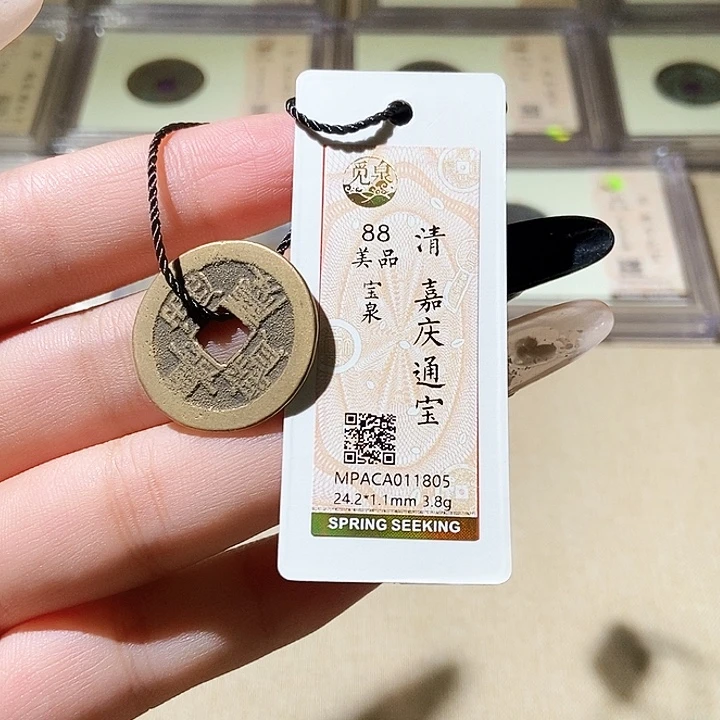 觅泉
清 嘉庆通宝
88
美品
宝泉
MPACA011805
24.2*1.1mm 3.8g
SPRING SEEKING